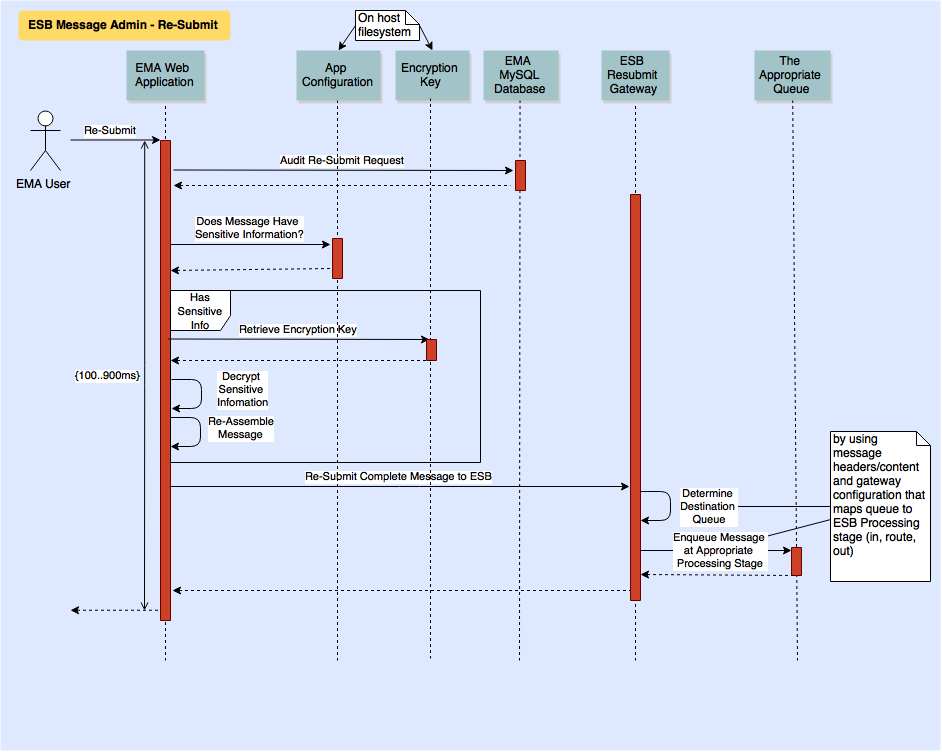 ESB Message Admin - Re-Submit
On host
filesystem
EMA Web
Application
App
Configuration
Encryption
Key
EMA
MySQL
Database
ESB
Resubmit
Gateway
The
Appropriate
Queue
EMA User
Re-Submit
Audit Re-Submit Request
Does Message Have
Sensitive Information?
Has
Sensitive
Info
Retrieve Encryption Key
{100..900ms}
Decrypt
Sensitive
Infomation
Re-Assemble
Message
Re-Submit Complete Message to ESB
Determine
Destination
Queue
Enqueue Message
at Appropriate
Processing Stage
by using
message
headers/content
and gateway
configuration that
maps queue to
ESB Processing
stage (in, route,
out)